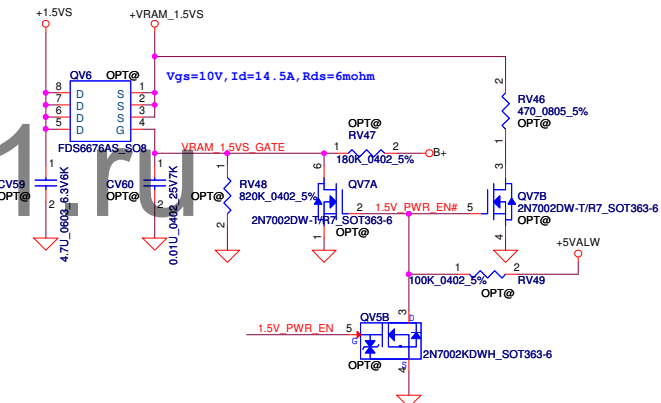 +1.5VS
+VRAM_1.5VS
QV6
OPT@
Vgs=10V,Id=14.5A,Rds=6mohm
8 D S 1
7 D S 2
6 D S 3
5 D G 4
FDS6676AS_SO8
2
RV46
470_0805_5%
OPT@
1
VRAM_1.5VS_GATE
OPT@
RV47
1 2
180K_0402_5%
B+
CV59
OPT@
1
2
4.7U_0603_6.3V6K
CV60
OPT@
1
2
0.01U_0402_25V7K
1
RV48
820K_0402_5%
OPT@
2
6
QV7A
2
2N7002DW-T/R7_SOT363-6
OPT@
1
1.5V_PWR_EN#
3
5
QV7B
2N7002DW-T/R7_SOT363-6
OPT@
4
+5VALW
1 2
100K_0402_5%
RV49
OPT@
1.5V_PWR_EN
5
G
QV5B
3
D
2N7002KDWH_SOT363-6
OPT@
4
S
1.ru